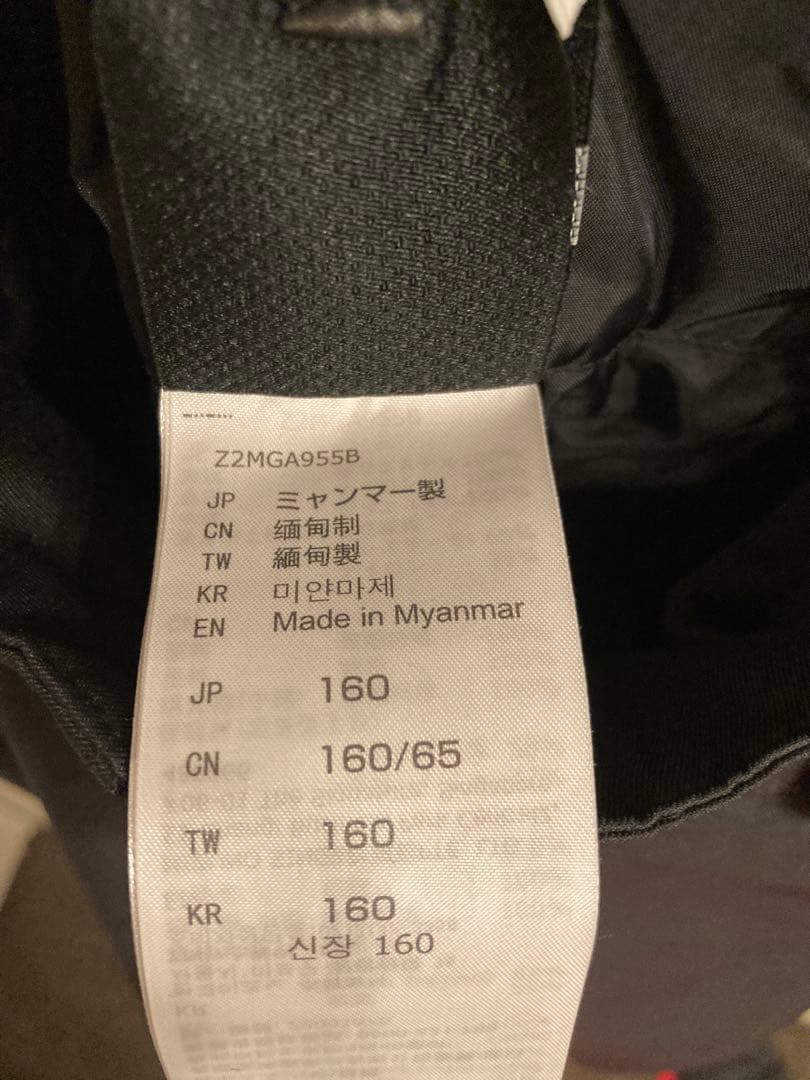 Z2MGA955B
JP ミャンマー製
CN 缅甸制
TW 緬甸製
KR 미얀마제
EN Made in Myanmar
JP 160
CN 160/65
TW 160
KR 160
신장 160